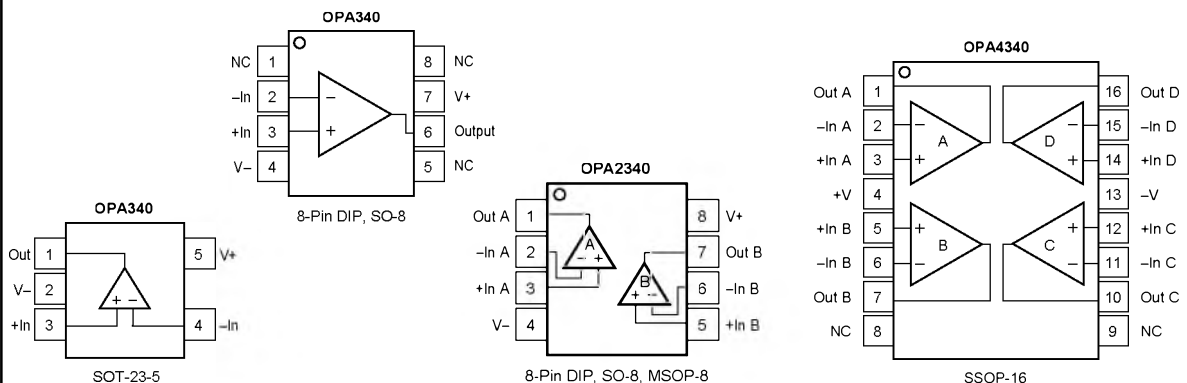 OPA340
NC 1 8 NC
–In 2 – 7 V+
+In 3 + 6 Output
V– 4 5 NC
8-Pin DIP, SO-8
OPA340
Out 1 5 V+
V– 2
+ –
+In 3 4 –In
SOT-23-5
OPA2340
Out A 1 8 V+
A
–In A 2 – + 7 Out B
B
+In A 3 + – 6 –In B
V– 4 5 +In B
8-Pin DIP, SO-8, MSOP-8
OPA4340
Out A 1 16 Out D
–In A 2 – – 15 –In D
A D
+In A 3 + + 14 +In D
+V 4 13 –V
+In B 5 + + 12 +In C
B C
–In B 6 – – 11 –In C
Out B 7 10 Out C
NC 8 9 NC
SSOP-16